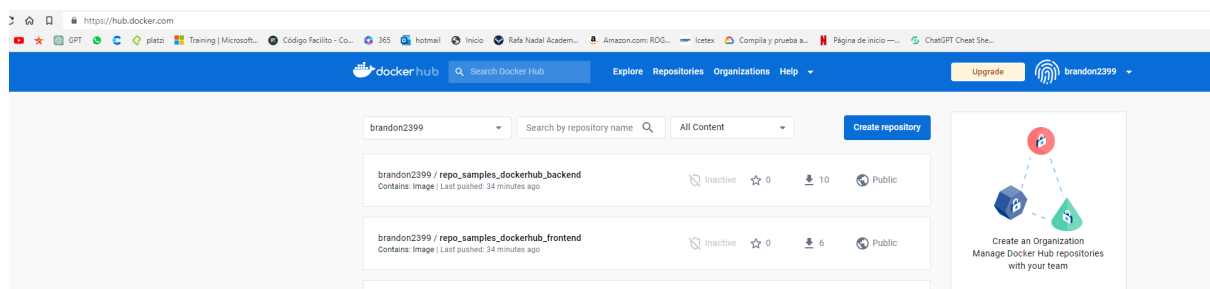 https://hub.docker.com
GPT platzi Training | Microsoft... Código Facilito - Co... 365 hotmail Inicio Rafa Nadal Academ... Amazon.com: ROG... Icetex Compila y prueba a... Página de inicio —... ChatGPT Cheat She...
dockerhub Search Docker Hub Explore Repositories Organizations Help Upgrade brandon2399
brandon2399 Search by repository name All Content Create repository
brandon2399 / repo_samples_dockerhub_backend Inactive 0 10 Public
Contains: Image | Last pushed: 34 minutes ago
brandon2399 / repo_samples_dockerhub_frontend Inactive 0 6 Public
Contains: Image | Last pushed: 34 minutes ago
Create an Organization
Manage Docker Hub repositories
with your team